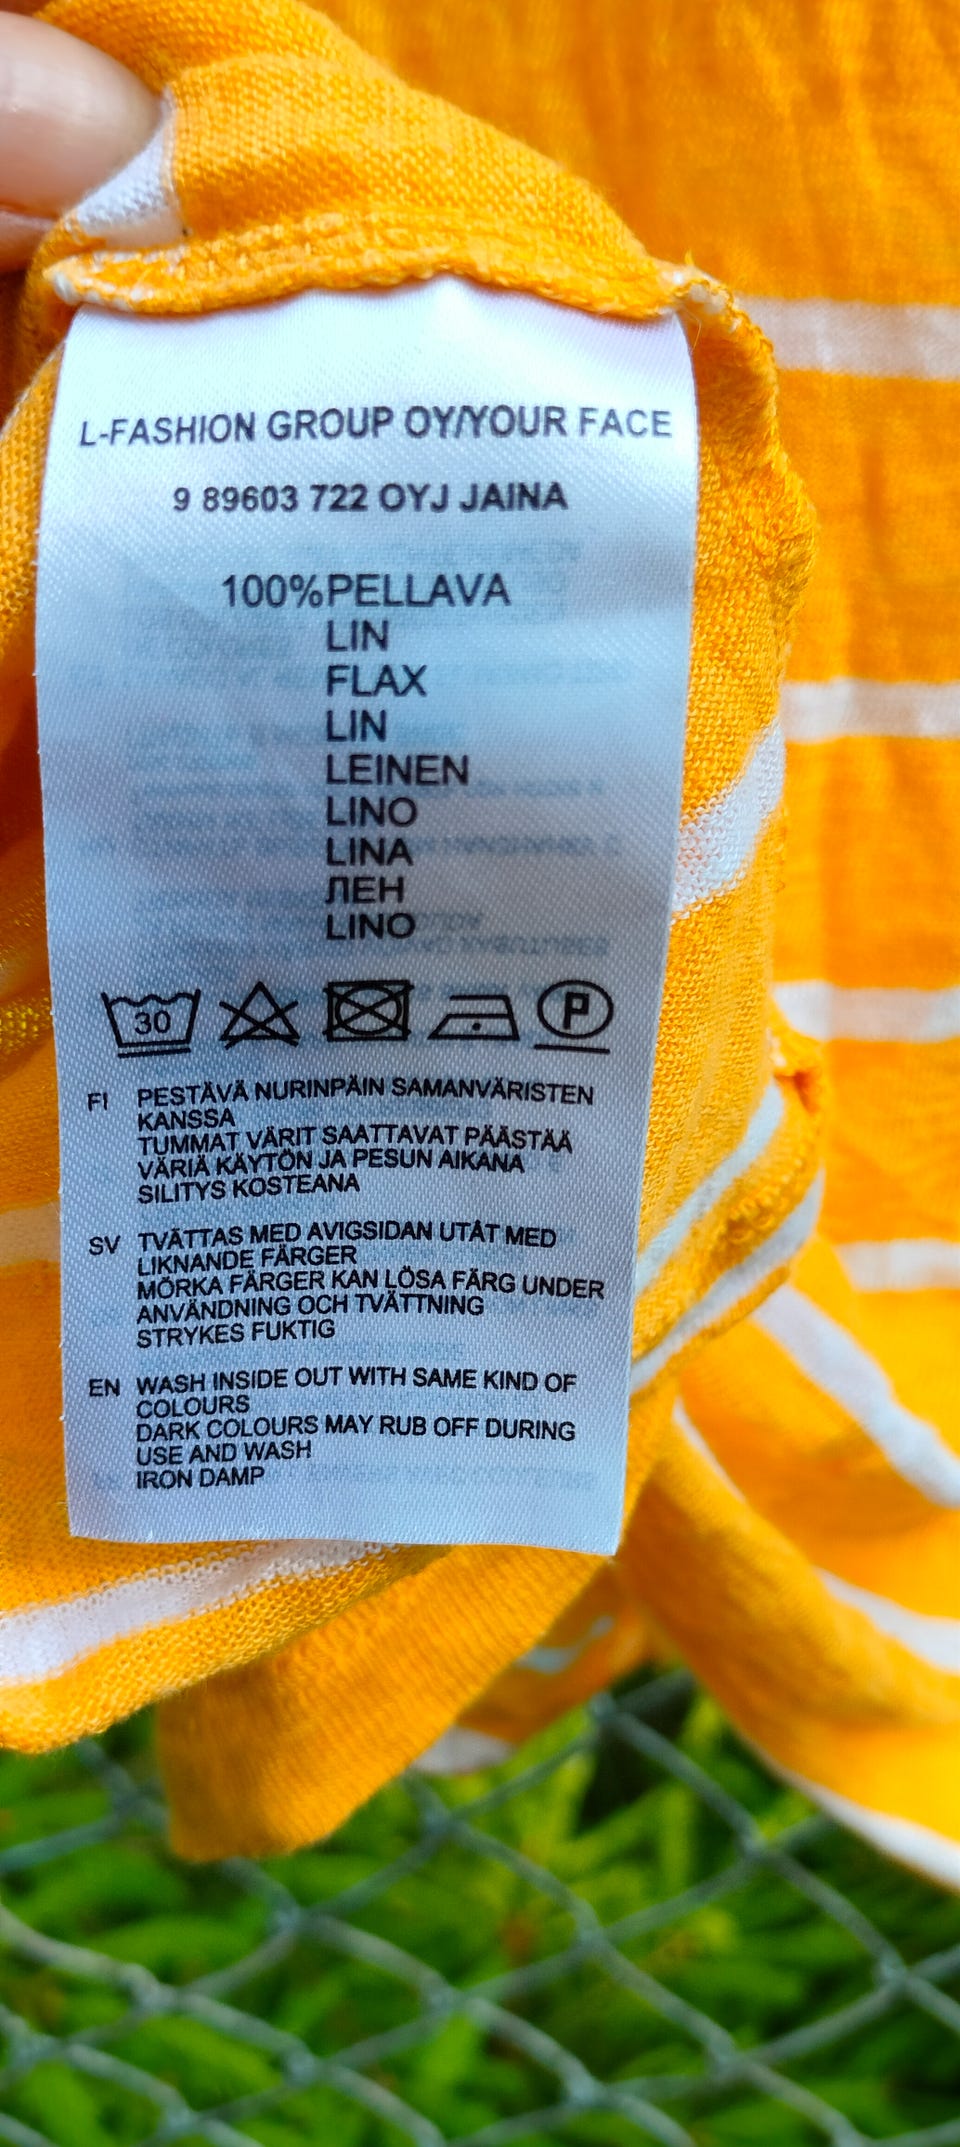 L-FASHION GROUP OY/YOUR FACE
9 89603 722 OYJ JAINA
100%PELLAVA
LIN
FLAX
LIN
LEINEN
LINO
LINA
ЛЕН
LINO
30 P
FI PESTÄVÄ NURINPÄIN SAMANVÄRISTEN
KANSSA
TUMMAT VÄRIT SAATTAVAT PÄÄSTÄÄ
VÄRIÄ KÄYTÖN JA PESUN AIKANA
SILITYS KOSTEANA
SV TVÄTTAS MED AVIGSIDAN UTÅT MED
LIKNANDE FÄRGER
MÖRKA FÄRGER KAN LÖSA FÄRG UNDER
ANVÄNDNING OCH TVÄTTNING
STRYKES FUKTIG
EN WASH INSIDE OUT WITH SAME KIND OF
COLOURS
DARK COLOURS MAY RUB OFF DURING
USE AND WASH
IRON DAMP